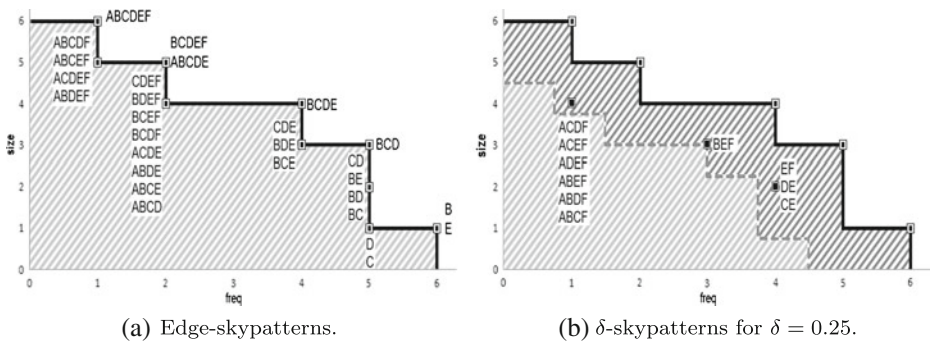 6
5
4
3
2
1
0
size
0 1 2 3 4 5 6
freq
ABCDEF
ABCDF
ABCEF
ACDEF
ABDEF
BCDEF
ABCDE
CDEF
BDEF
BCEF
BCDF
ACDE
ABDE
ABCE
ABCD
BCDE
CDE
BDE
BCE
BCD
CD
BE
BD
BC
B
E
D
C
(a) Edge-skypatterns.
6
5
4
3
2
1
0
size
0 1 2 3 4 5 6
freq
ACDF
ACEF
ADEF
ABEF
ABDF
ABCF
BEF
EF
DE
CE
(b) δ-skypatterns for δ = 0.25.